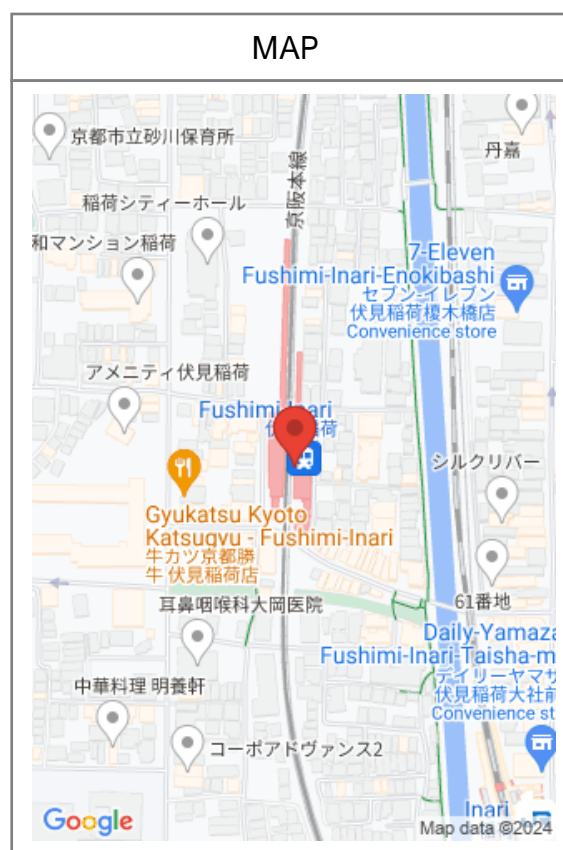 MAP
丹嘉
京都市立砂川保育所
京阪本線
稲荷シティーホール
和マンション稲荷
7-Eleven
Fushimi-Inari-Enokibashi
セブン-イレブン
伏見稲荷榎木橋店
Convenience store
アメニティ伏見稲荷
Fushimi Inari
荷
シルクリバー
Gyukatsu Kyoto
Katsugyu - Fushimi-Inari
牛カツ京都勝
牛 伏見稲荷店
61番地
耳鼻咽喉科大岡医院
Daily-Yamaza
Fushimi-Inari-Taisha-m
デイリーヤマサ
伏見稲荷大社前
Convenience st
中華料理 明養軒
コーポアドヴァンス2
Inari
Google
Map data ©2024